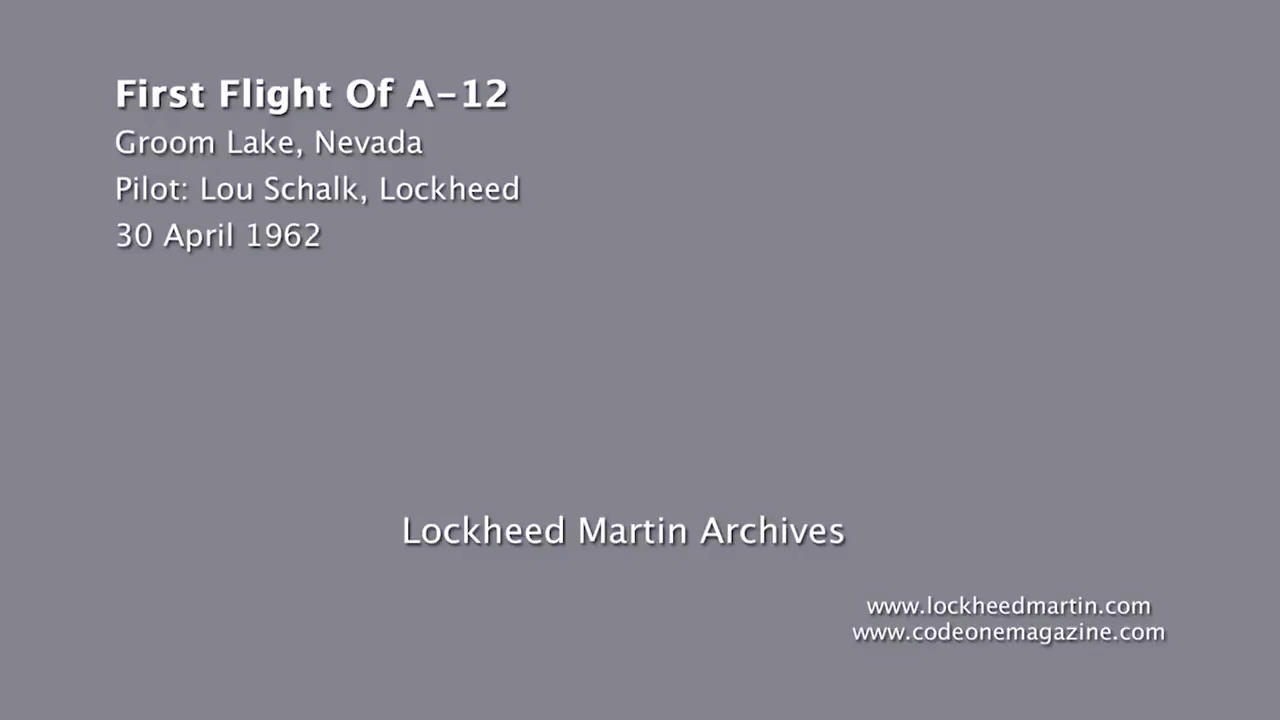 First Flight Of A-12
Groom Lake, Nevada
Pilot: Lou Schalk, Lockheed
30 April 1962
Lockheed Martin Archives
www.lockheedmartin.com
www.codeonemagazine.com